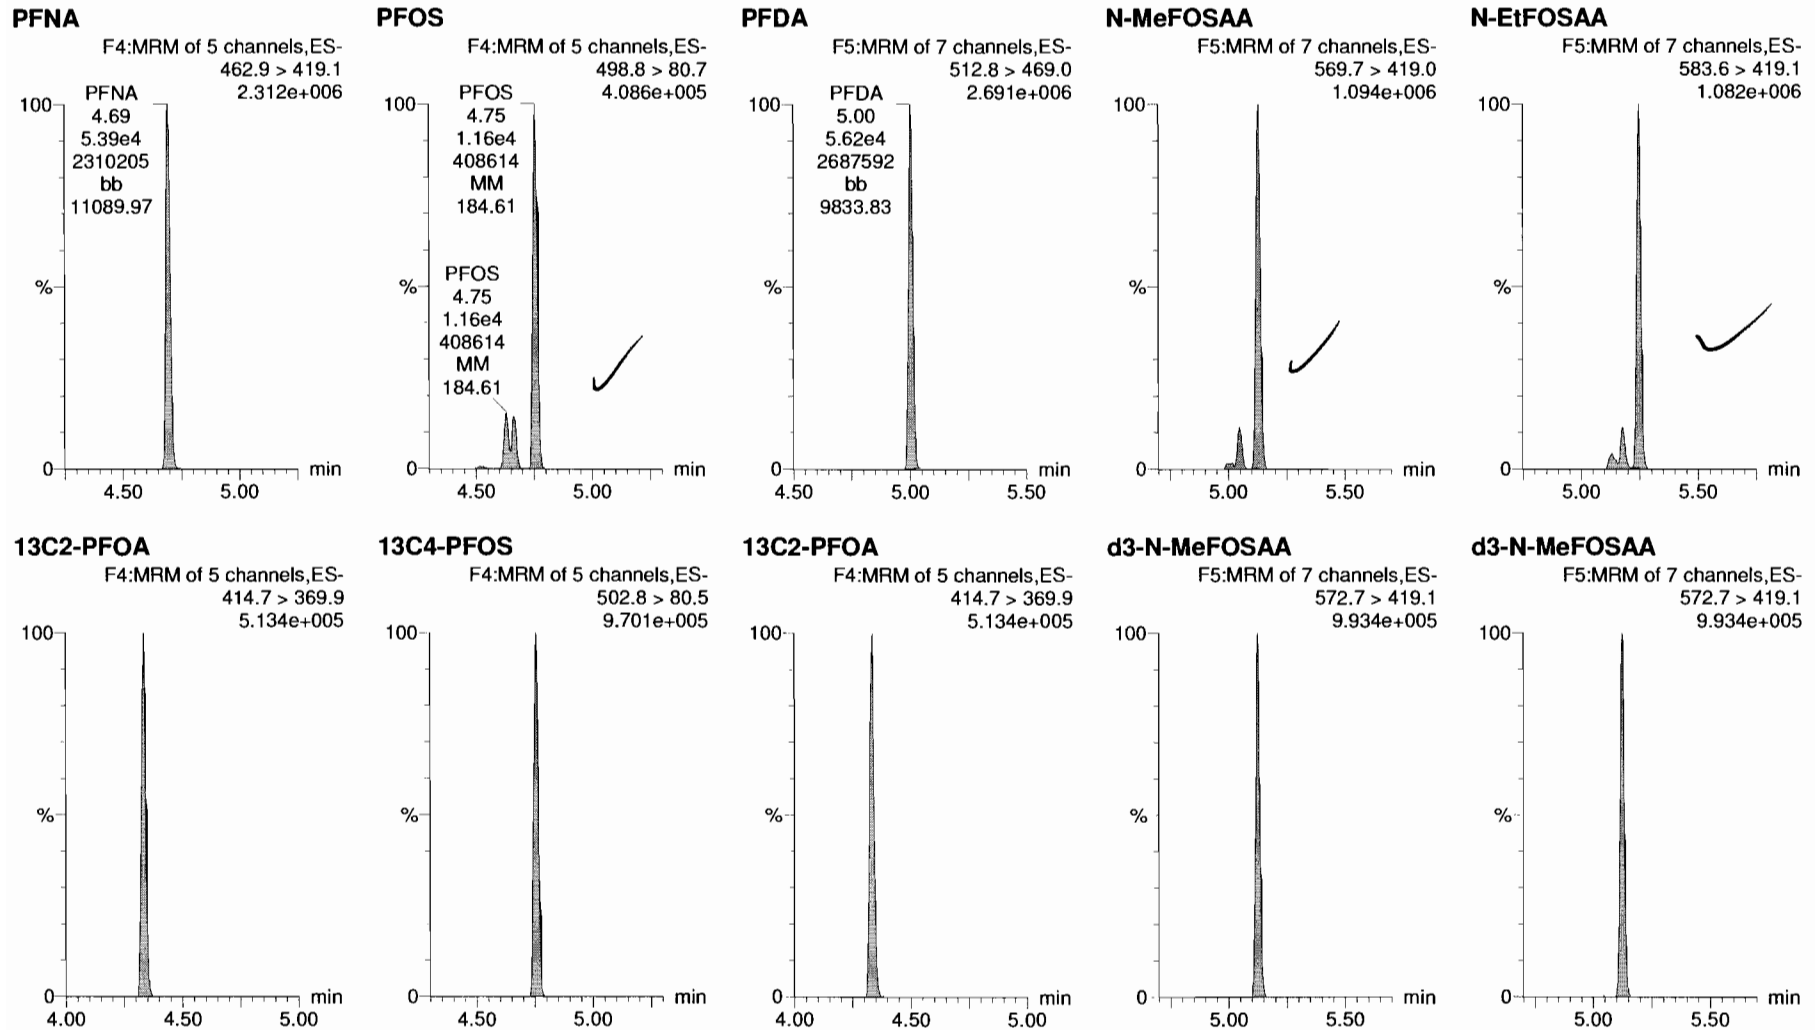 PFNA
F4:MRM of 5 channels,ES-
462.9 > 419.1
2.312e+006
PFNA
4.69
5.39e4
2310205
bb
11089.97
100
%
0
min
4.50 5.00
PFOS
F4:MRM of 5 channels,ES-
498.8 > 80.7
4.086e+005
PFOS
4.75
1.16e4
408614
MM
184.61
PFOS
4.75
1.16e4
408614
MM
184.61
100
%
0
min
4.50 5.00
PFDA
F5:MRM of 7 channels,ES-
512.8 > 469.0
2.691e+006
PFDA
5.00
5.62e4
2687592
bb
9833.83
100
%
0
min
4.50 5.00 5.50
N-MeFOSAA
F5:MRM of 7 channels,ES-
569.7 > 419.0
1.094e+006
100
%
0
min
5.00 5.50
N-EtFOSAA
F5:MRM of 7 channels,ES-
583.6 > 419.1
1.082e+006
100
%
0
min
5.00 5.50
13C2-PFOA
F4:MRM of 5 channels,ES-
414.7 > 369.9
5.134e+005
100
%
0
min
4.00 4.50 5.00
13C4-PFOS
F4:MRM of 5 channels,ES-
502.8 > 80.5
9.701e+005
100
%
0
min
4.50 5.00
13C2-PFOA
F4:MRM of 5 channels,ES-
414.7 > 369.9
5.134e+005
100
%
0
min
4.00 4.50 5.00
d3-N-MeFOSAA
F5:MRM of 7 channels,ES-
572.7 > 419.1
9.934e+005
100
%
0
min
5.00 5.50
d3-N-MeFOSAA
F5:MRM of 7 channels,ES-
572.7 > 419.1
9.934e+005
100
%
0
min
5.00 5.50